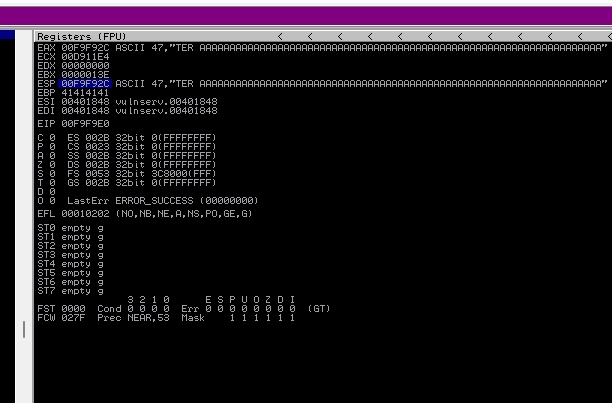 Registers (FPU) < < < < < < < < < < < <
EAX 00F9F92C ASCII 47,"TER AAAAAAAAAAAAAAAAAAAAAAAAAAAAAAAAAAAAAAAAAAAAAAAAAAAAAAAAAAAAAAAAAA"
ECX 00D911E4
EDX 00000000
EBX 0000013E
ESP 00F9F92C ASCII 47,"TER AAAAAAAAAAAAAAAAAAAAAAAAAAAAAAAAAAAAAAAAAAAAAAAAAAAAAAAAAAAAAAAAAA"
EBP 41414141
ESI 00401848 vulnserv.00401848
EDI 00401848 vulnserv.00401848
EIP 00F9F9E0
C 0 ES 002B 32bit 0(FFFFFFFF)
P 0 CS 0023 32bit 0(FFFFFFFF)
A 0 SS 002B 32bit 0(FFFFFFFF)
Z 0 DS 002B 32bit 0(FFFFFFFF)
S 0 FS 0053 32bit 3C8000(FFF)
T 0 GS 002B 32bit 0(FFFFFFFF)
D 0
O 0 LastErr ERROR_SUCCESS (00000000)
EFL 00010202 (NO,NB,NE,A,NS,PO,GE,G)
ST0 empty g
ST1 empty g
ST2 empty g
ST3 empty g
ST4 empty g
ST5 empty g
ST6 empty g
ST7 empty g
3 2 1 0 E S P U O Z D I
FST 0000 Cond 0 0 0 0 Err 0 0 0 0 0 0 0 0 (GT)
FCW 027F Prec NEAR,53 Mask 1 1 1 1 1 1